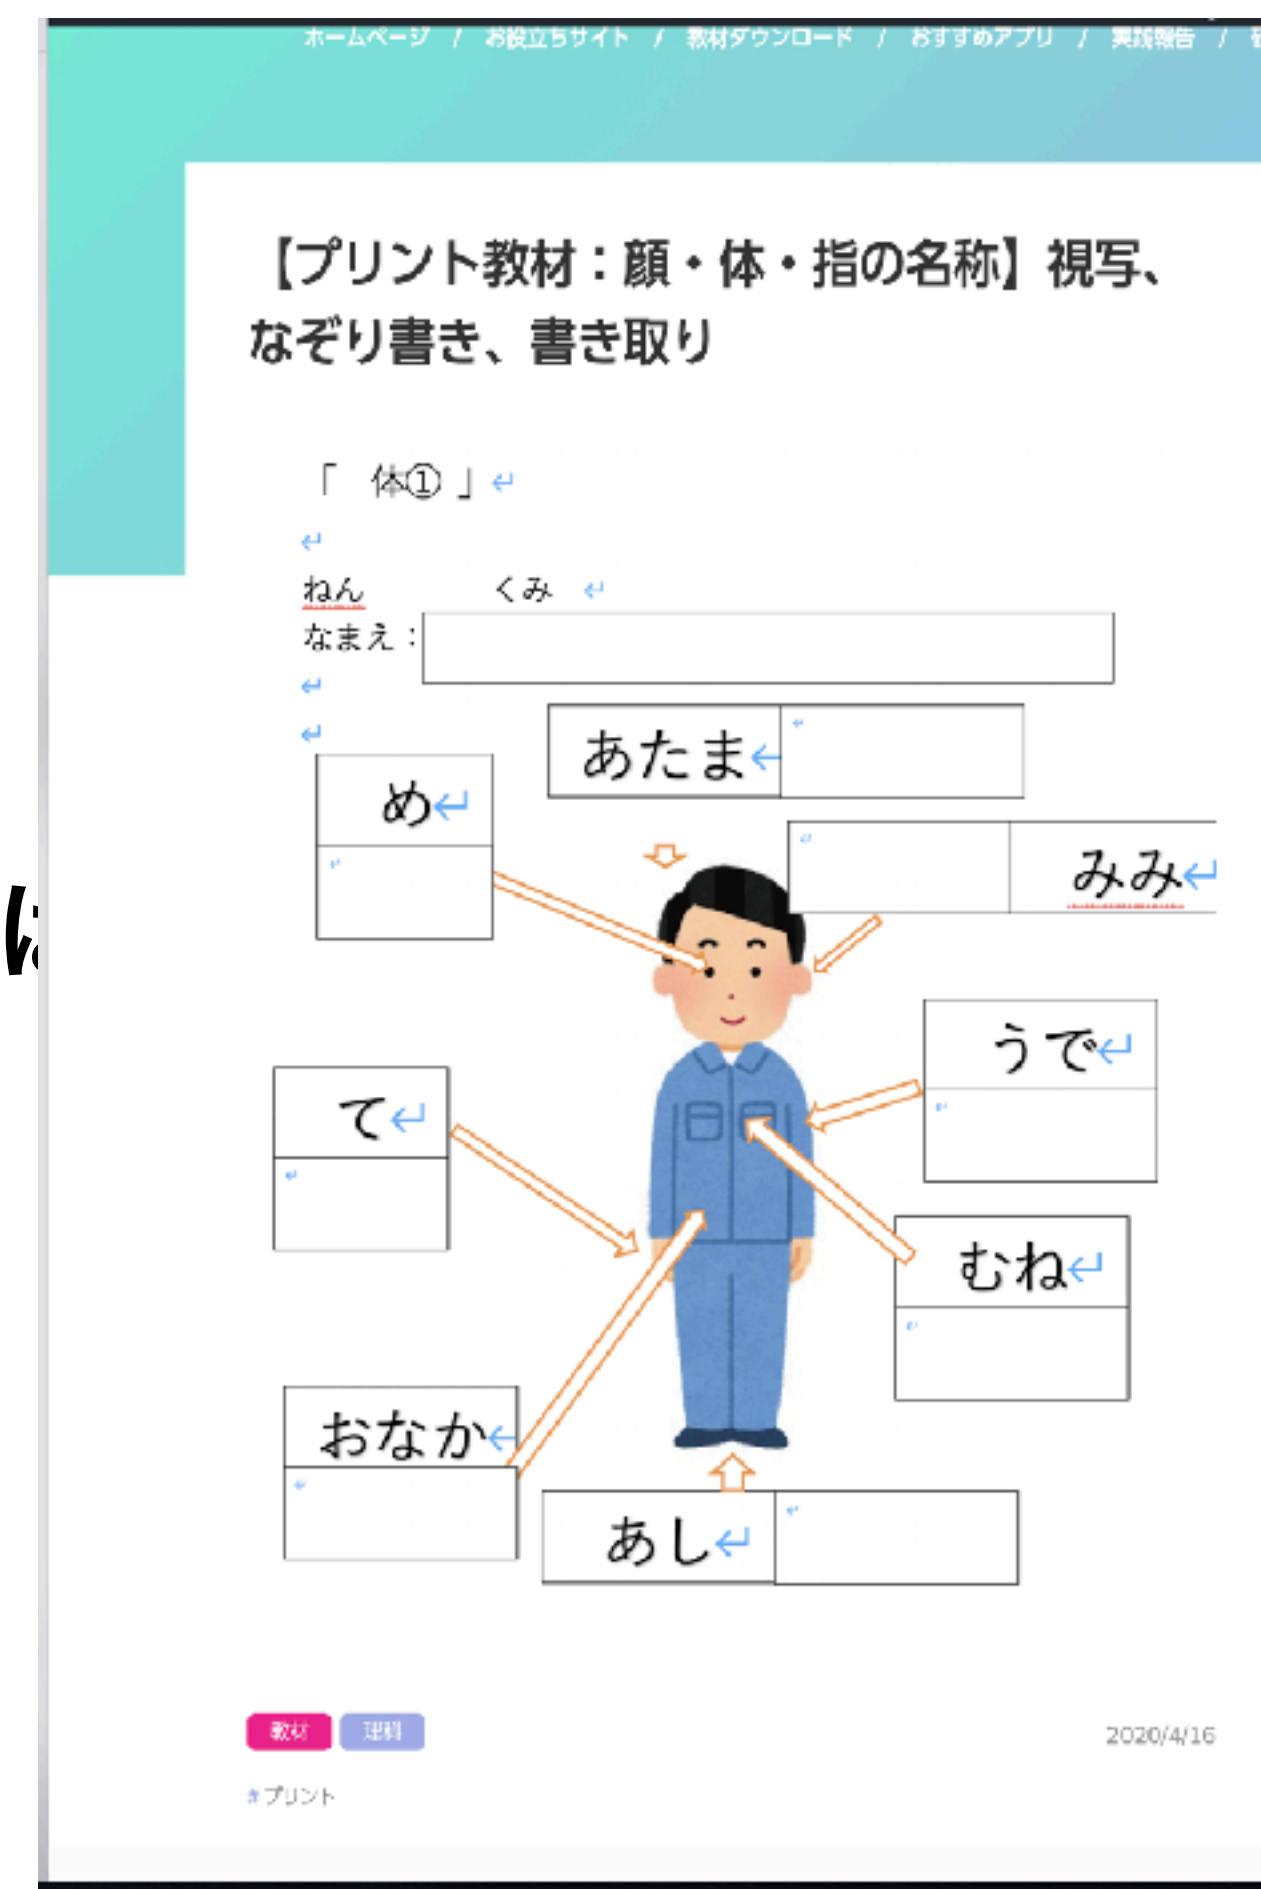 ホームページ / お役立ちサイト / 教材ダウンロード / おすすめアプリ / 実践報告 /
【プリント教材：顔・体・指の名称】視写、
なぞり書き、書き取り
「　体①　」
ねん　　　　くみ
なまえ：
あたま
め
みみ
うで
て
むね
おなか
あし
教材 理科
2020/4/16
#プリント